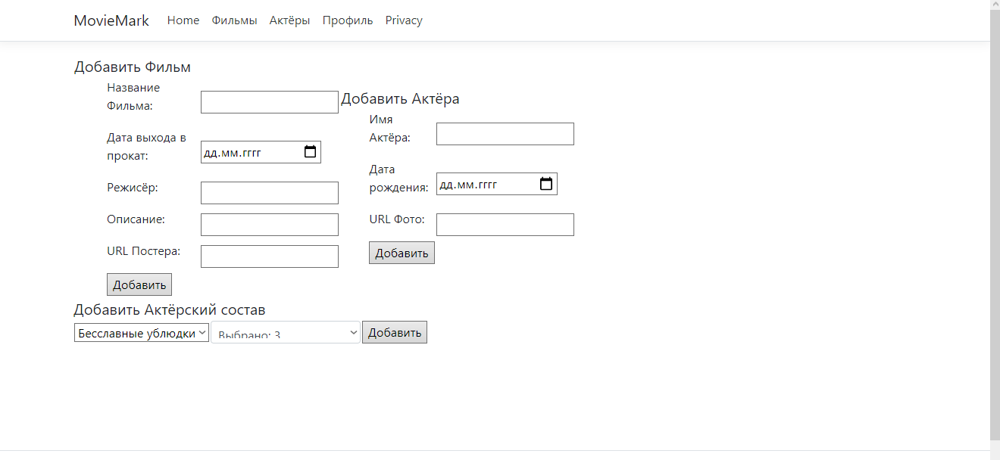 MovieMark Home Фильмы Актёры Профиль Privacy
Добавить Фильм
Название
Фильма:
Дата выхода в
прокат:
дд.мм.гггг
Режисёр:
Описание:
URL Постера:
Добавить
Добавить Актёра
Имя
Актёра:
Дата
рождения:
дд.мм.гггг
URL Фото:
Добавить
Добавить Актёрский состав
Бесславные ублюдки Выбрано: 3 Добавить